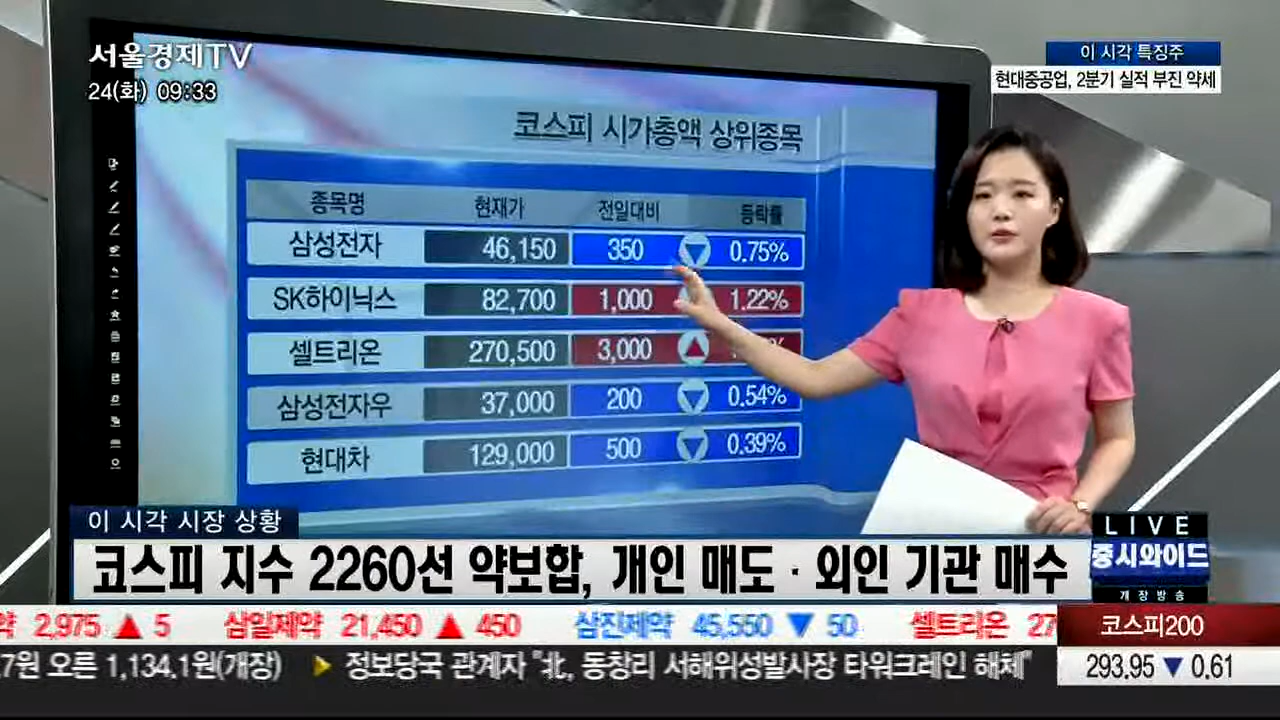 서울경제TV
24(화) 09:33
이 시각 특징주
현대중공업, 2분기 실적 부진 약세
코스피 시가총액 상위종목
종목명 현재가 전일대비 등락률
삼성전자 46,150 350 ▽ 0.75%
SK하이닉스 82,700 1,000 1.22%
셀트리온 270,500 3,000 ▲
삼성전자우 37,000 200 ▽ 0.54%
현대차 129,000 500 ▽ 0.39%
이 시각 시장 상황
코스피 지수 2260선 약보합, 개인 매도·외인 기관 매수
LIVE
증시와이드
개장방송
약 2,975 ▲ 5 삼일제약 21,450 ▲ 450 삼진제약 45,550 ▼ 50 셀트리온 27
코스피200
.7원 오른 1,134.1원(개장) ▶ 정보당국 관계자 "北, 동창리 서해위성발사장 타워크레인 해체"
293.95 ▼ 0.61